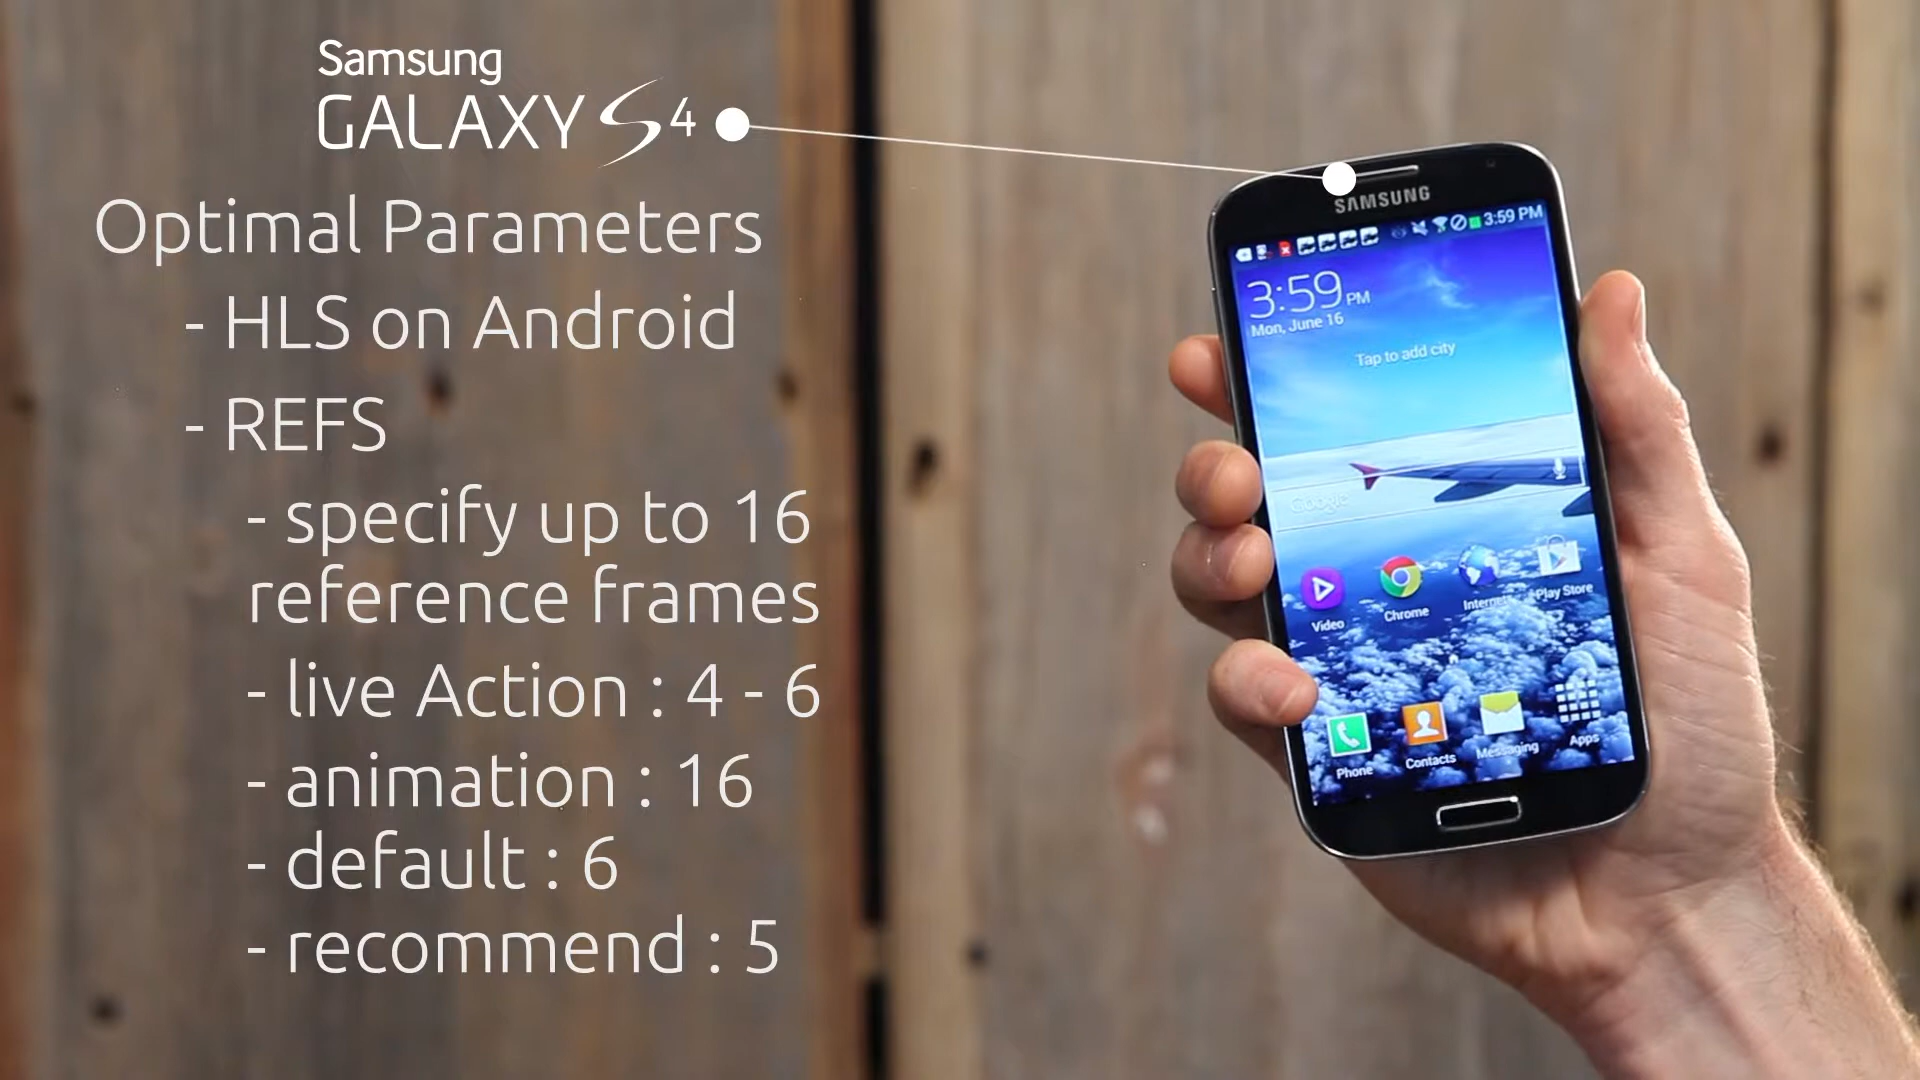 Samsung
GALAXY S4
Optimal Parameters
- HLS on Android
- REFS
- specify up to 16
reference frames
- live Action : 4 - 6
- animation : 16
- default : 6
- recommend : 5
SAMSUNG
3:59 PM
3:59 PM
Mon, June 16
Tap to add city
Google
Video
Chrome
Internet
Play Store
Phone
Contacts
Messaging
Apps